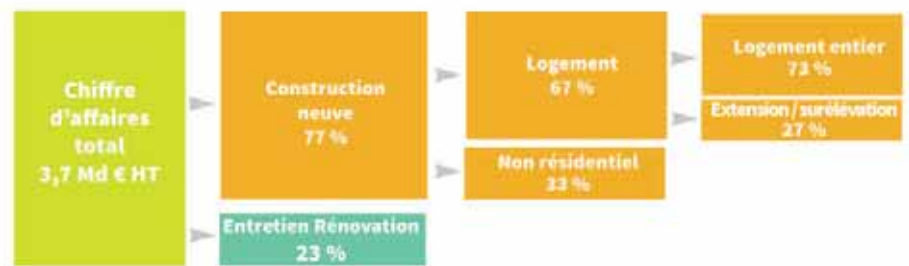 Chiffre
d'affaires
total
3,7 Md € HT
Construction
neuve
77 %
Entretien Rénovation
23 %
Logement
67 %
Non résidentiel
33 %
Logement entier
73 %
Extension / surélévation
27 %